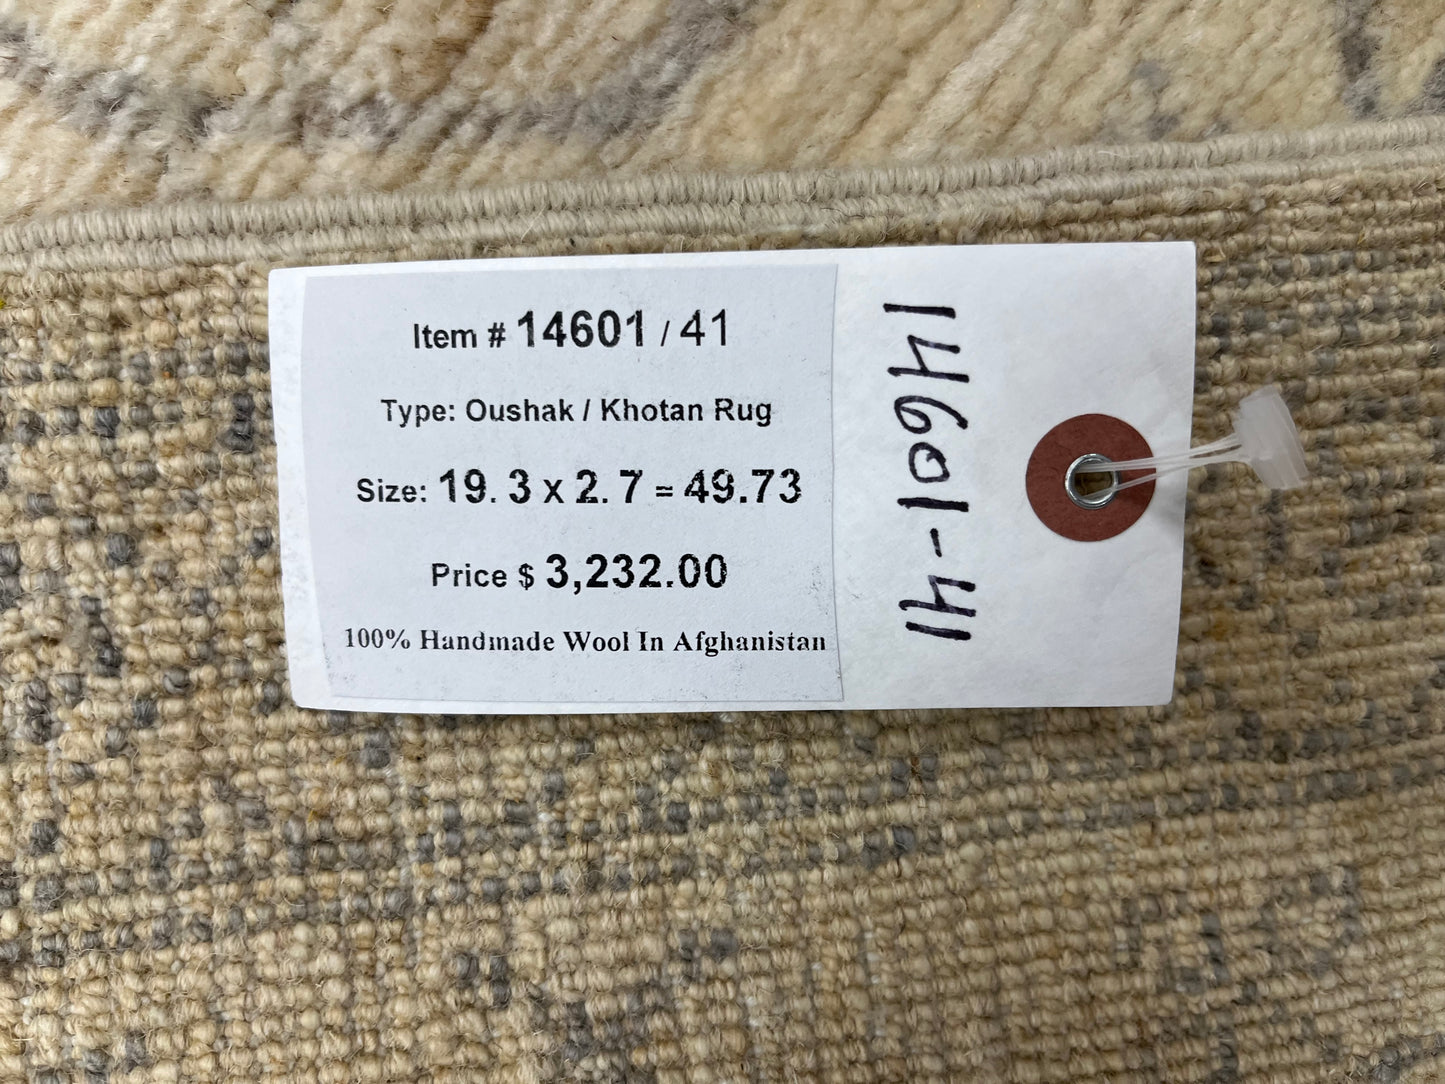 Item # 14601 / 41
Type: Oushak / Khotan Rug
Size: 19. 3 x 2. 7 = 49.73
Price $ 3,232.00
100% Handmade Wool In Afghanistan
14601-41